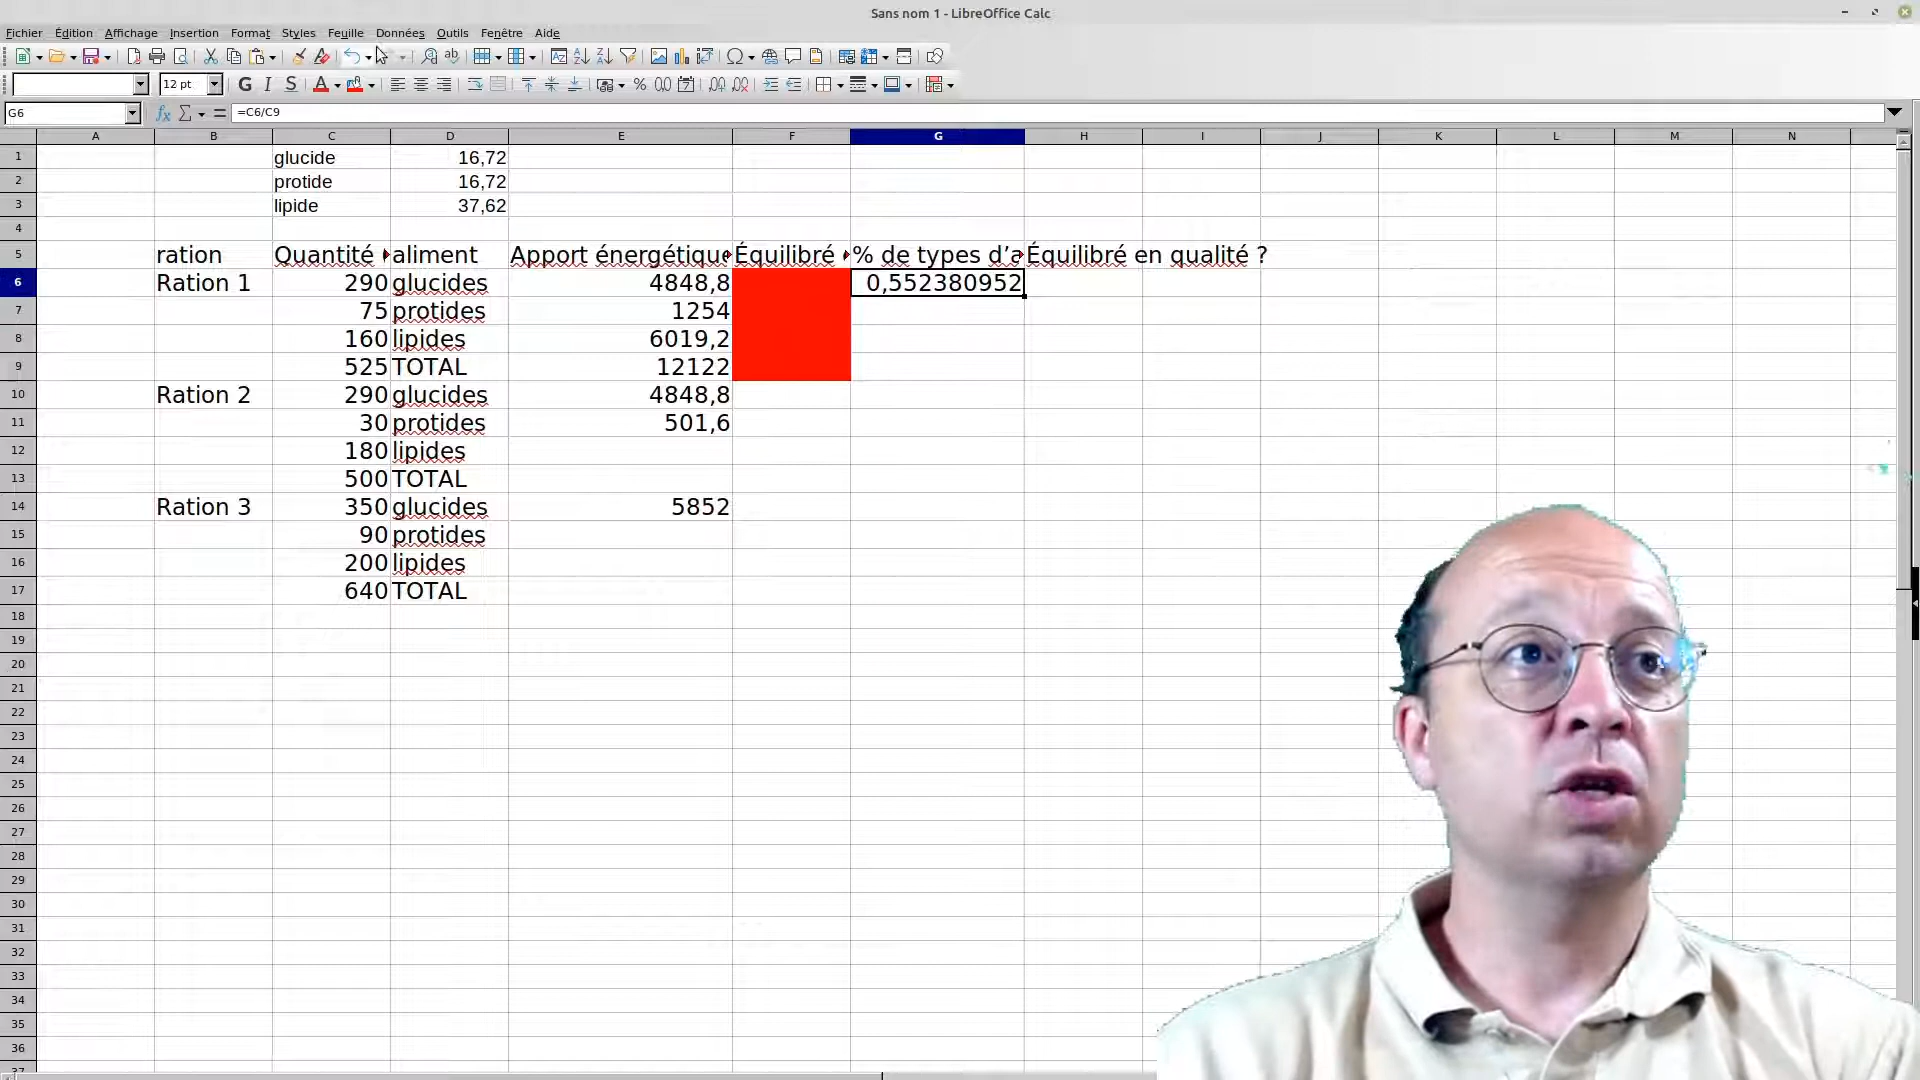 Sans nom 1 - LibreOffice Calc
Fichier Édition Affichage Insertion Format Styles Feuille Données Outils Fenêtre Aide
12 pt G I S
G6 =C6/C9
A B C D E F G H I J K L M N
1 glucide 16,72
2 protide 16,72
3 lipide 37,62
4
5 ration Quantité aliment Apport énergétique Équilibré % de types d’a Équilibré en qualité ?
6 Ration 1 290 glucides 4848,8 0,552380952
7 75 protides 1254
8 160 lipides 6019,2
9 525 TOTAL 12122
10 Ration 2 290 glucides 4848,8
11 30 protides 501,6
12 180 lipides
13 500 TOTAL
14 Ration 3 350 glucides 5852
15 90 protides
16 200 lipides
17 640 TOTAL
18
19
20
21
22
23
24
25
26
27
28
29
30
31
32
33
34
35
36
37